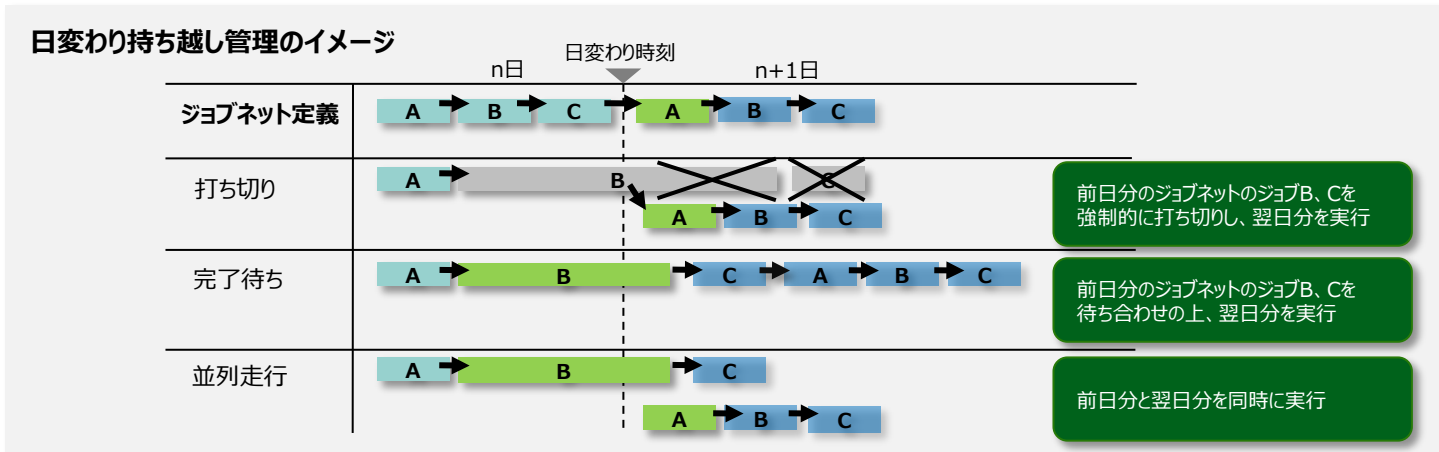 日変わり持ち越し管理のイメージ
日変わり時刻
n日
n+1日
ジョブネット定義
A B C A B C
打ち切り
A B C
A B C
前日分のジョブネットのジョブB、Cを
強制的に打ち切りし、翌日分を実行
完了待ち
A B C A B C
前日分のジョブネットのジョブB、Cを
待ち合わせの上、翌日分を実行
並列走行
A B C
A B C
前日分と翌日分を同時に実行